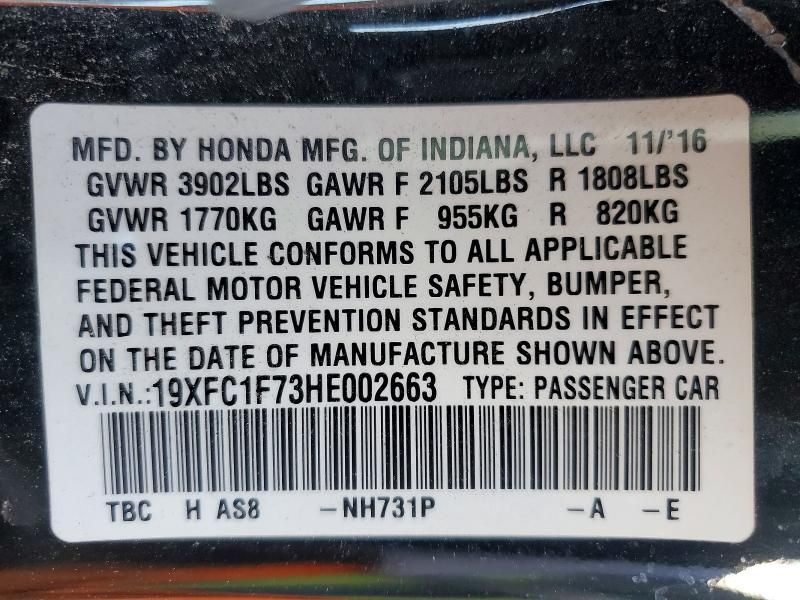 MFD. BY HONDA MFG. OF INDIANA, LLC 11/'16
GVWR 3902LBS GAWR F 2105LBS R 1808LBS
GVWR 1770KG GAWR F 955KG R 820KG
THIS VEHICLE CONFORMS TO ALL APPLICABLE
FEDERAL MOTOR VEHICLE SAFETY, BUMPER,
AND THEFT PREVENTION STANDARDS IN EFFECT
ON THE DATE OF MANUFACTURE SHOWN ABOVE.
V.I.N.:19XFC1F73HE002663 TYPE: PASSENGER CAR
TBC H AS8 -NH731P -A -E